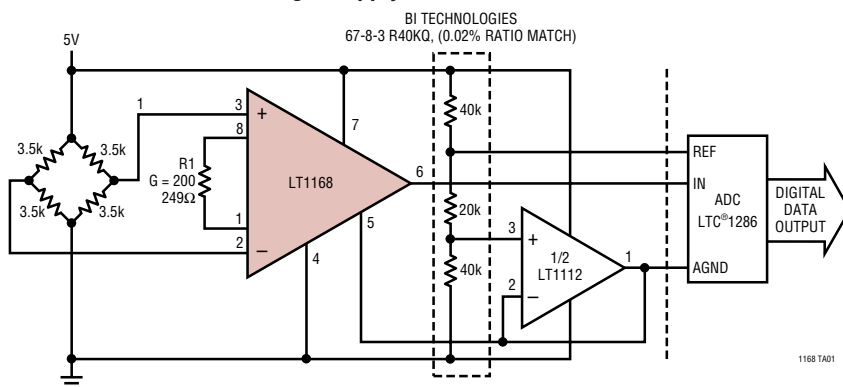 BI TECHNOLOGIES
67-8-3 R40KQ, (0.02% RATIO MATCH)
5V
3.5k
3.5k
3.5k
3.5k
1
3
8
1
2
+
–
R1
G = 200
249Ω
LT1168
7
6
5
4
40k
20k
40k
3
2
+
–
1/2
LT1112
1
REF
IN
AGND
ADC
LTC®1286
DIGITAL
DATA
OUTPUT
1168 TA01